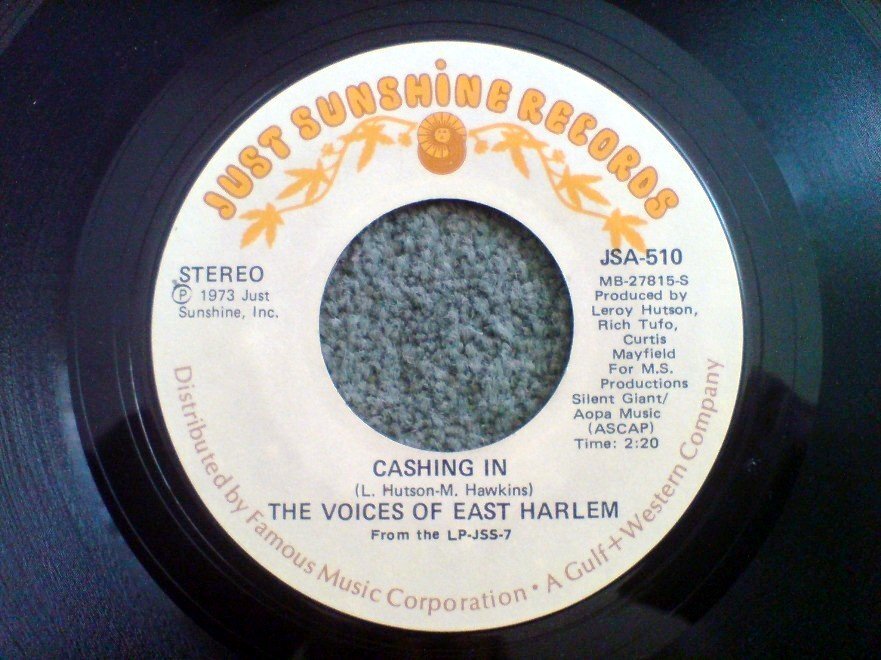 JUST SUNSHINE RECORDS
STEREO
Ⓟ 1973 Just
Sunshine, Inc.
JSA-510
MB-27815-S
Produced by
Leroy Hutson,
Rich Tufo,
Curtis
Mayfield
For M.S.
Productions
Silent Giant/
Aopa Music
(ASCAP)
Time: 2:20
CASHING IN
(L. Hutson-M. Hawkins)
THE VOICES OF EAST HARLEM
From the LP-JSS-7
Distributed by Famous Music Corporation • A Gulf+Western Company